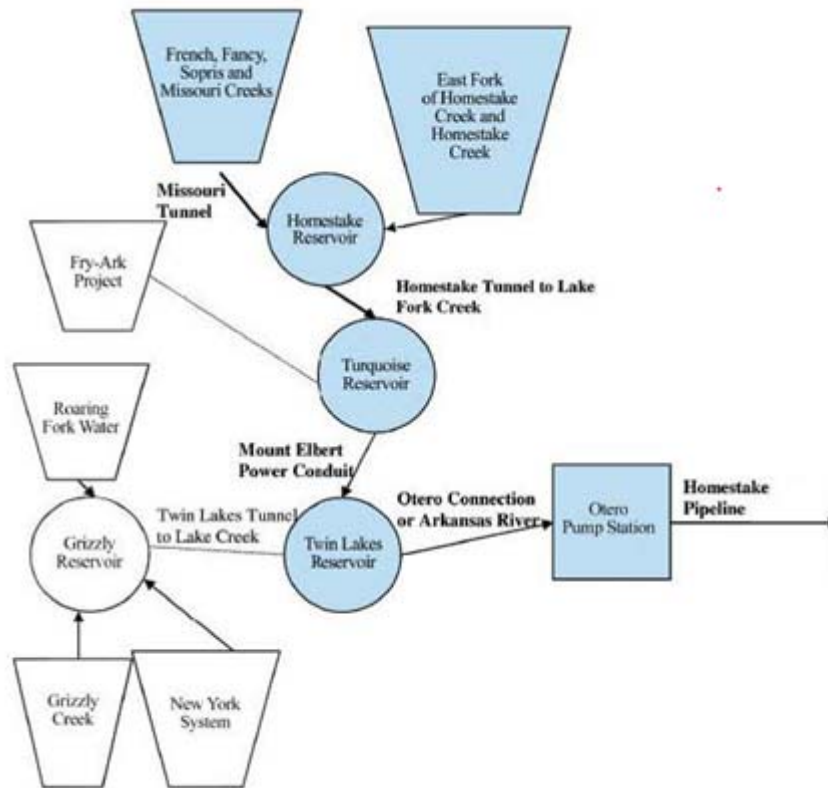 French, Fancy,
Sopris and
Missouri Creeks
East Fork
of Homestake
Creek and
Homestake
Creek
Missouri
Tunnel
Homestake
Reservoir
Fry-Ark
Project
Homestake Tunnel to Lake
Fork Creek
Turquoise
Reservoir
Roaring
Fork Water
Mount Elbert
Power Conduit
Otero Connection
or Arkansas River
Homestake
Pipeline
Twin Lakes Tunnel
to Lake Creek
Grizzly
Reservoir
Twin Lakes
Reservoir
Otero
Pump Station
Grizzly
Creek
New York
System